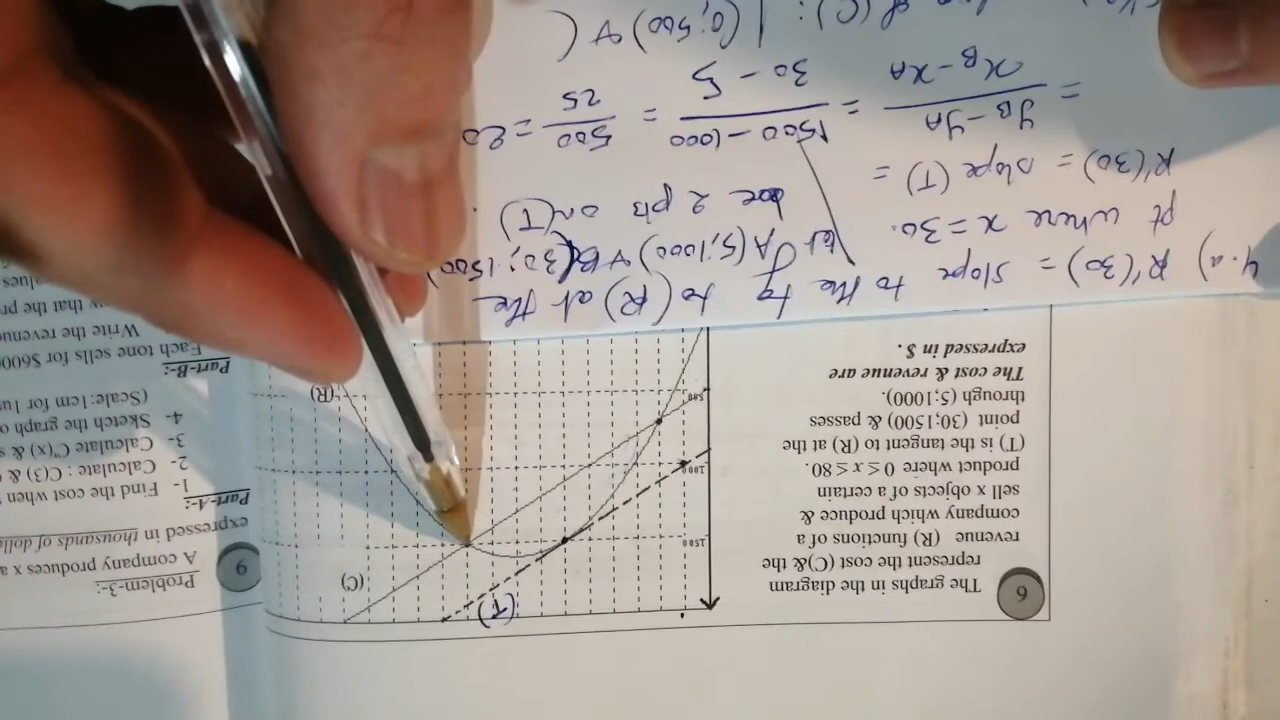 6
The graphs in the diagram
represent the cost (C)& the
revenue (R) functions of a
company which produce &
sell x objects of a certain
product where 0 ≤ x ≤ 80.
(T) is the tangent to (R) at the
point (30;1500) & passes
through (5;1000).
The cost & revenue are
expressed in $.
(T)
(C)
1500
1000
500
(R)
9
Problem-3-:
A company produces x
expressed in thousands of
Part-A-:
1- Find the cost when
2- Calculate : C(3) &
3- Calculate C'(x) &
4- Sketch the graph
(Scale:1cm for
Part-B-:
Each tone sells for $600
Write the revenue
that the
4.a) R'(30) = slope to the tg to (R) at the
pt where x = 30.
let A(5;1000) & B(30;1500)
be 2 pts on (T).
R'(30) = slope (T) =
= yB - yA / xB - xA = 1500 - 1000 / 30 - 5 = 500 / 25 = 20
(C): (0;500) &